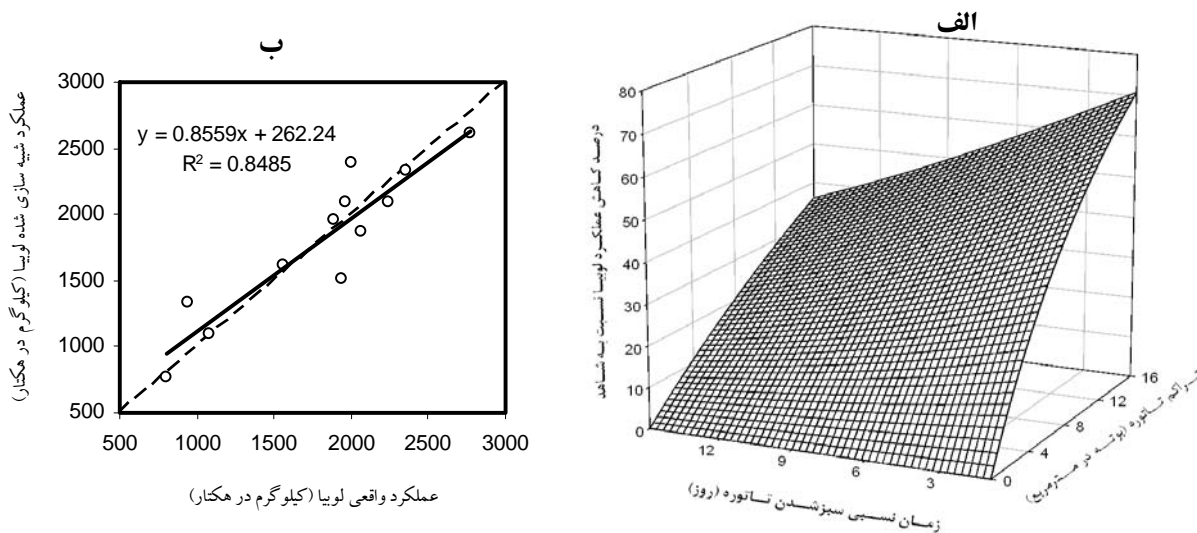 الف
80
70
60
50
40
30
20
10
0
درصد کاهش عملکرد لوبیا نسبت به شاهد
12
9
6
3
زمان نسبی سبزشدن تاتوره (روز)
0
4
8
12
16
تراکم تاتوره (بوته در مترمربع)
ب
3000
2500
2000
1500
1000
500
y = 0.8559x + 262.24
R² = 0.8485
عملکرد شبیه سازی شده لوبیا (کیلوگرم در هکتار)
500 1000 1500 2000 2500 3000
عملکرد واقعی لوبیا (کیلوگرم در هکتار)